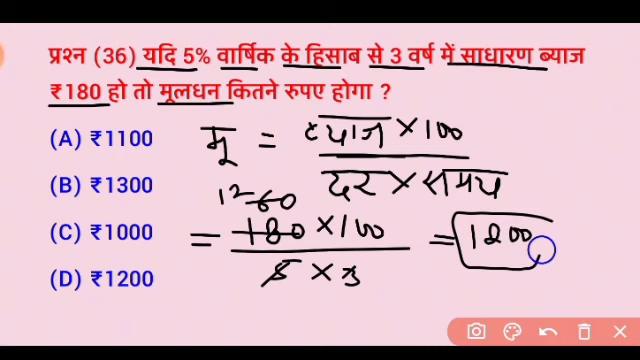 प्रश्न (36) यदि 5% वार्षिक के हिसाब से 3 वर्ष में साधारण ब्याज
₹180 हो तो मूलधन कितने रुपए होगा ?
(A) ₹1100
(B) ₹1300
(C) ₹1000
(D) ₹1200
मू = ब्याज × 100
दर × समय
12 60
= 180 × 100
5 × 3
= 1200